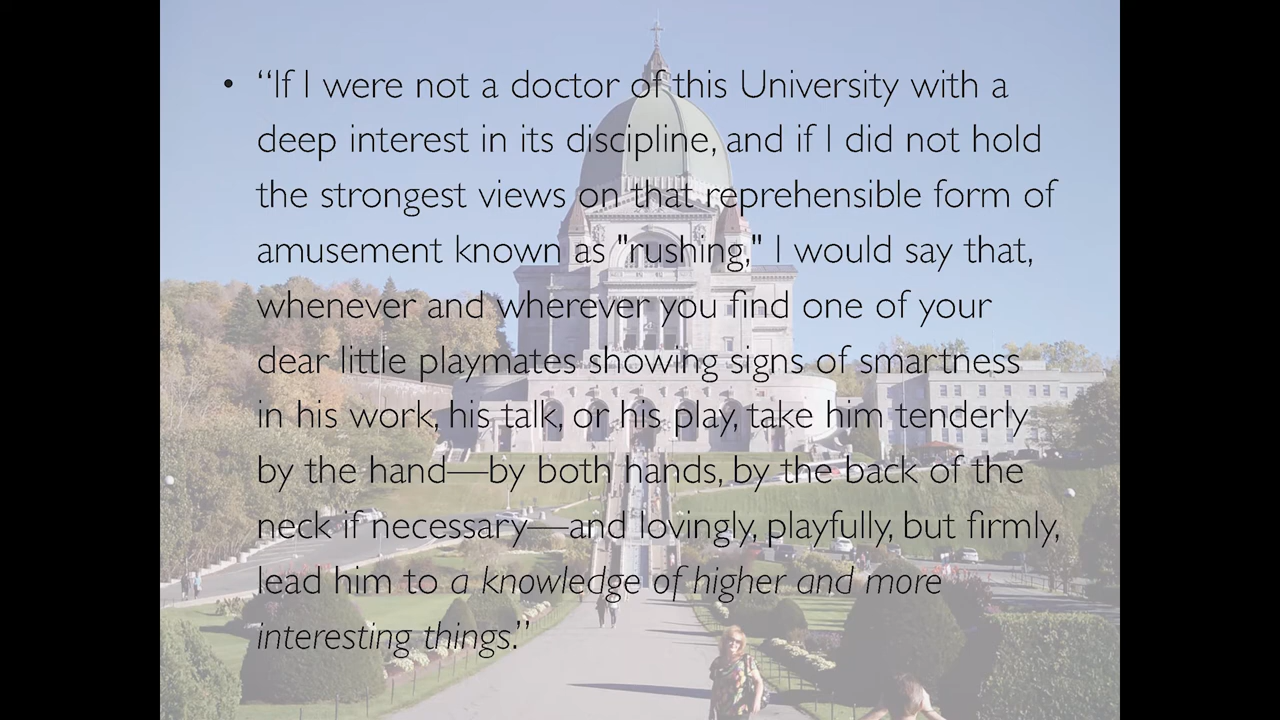 • “If I were not a doctor of this University with a
deep interest in its discipline, and if I did not hold
the strongest views on that reprehensible form of
amusement known as "rushing," I would say that,
whenever and wherever you find one of your
dear little playmates showing signs of smartness
in his work, his talk, or his play, take him tenderly
by the hand—by both hands, by the back of the
neck if necessary—and lovingly, playfully, but firmly,
lead him to a knowledge of higher and more
interesting things.”